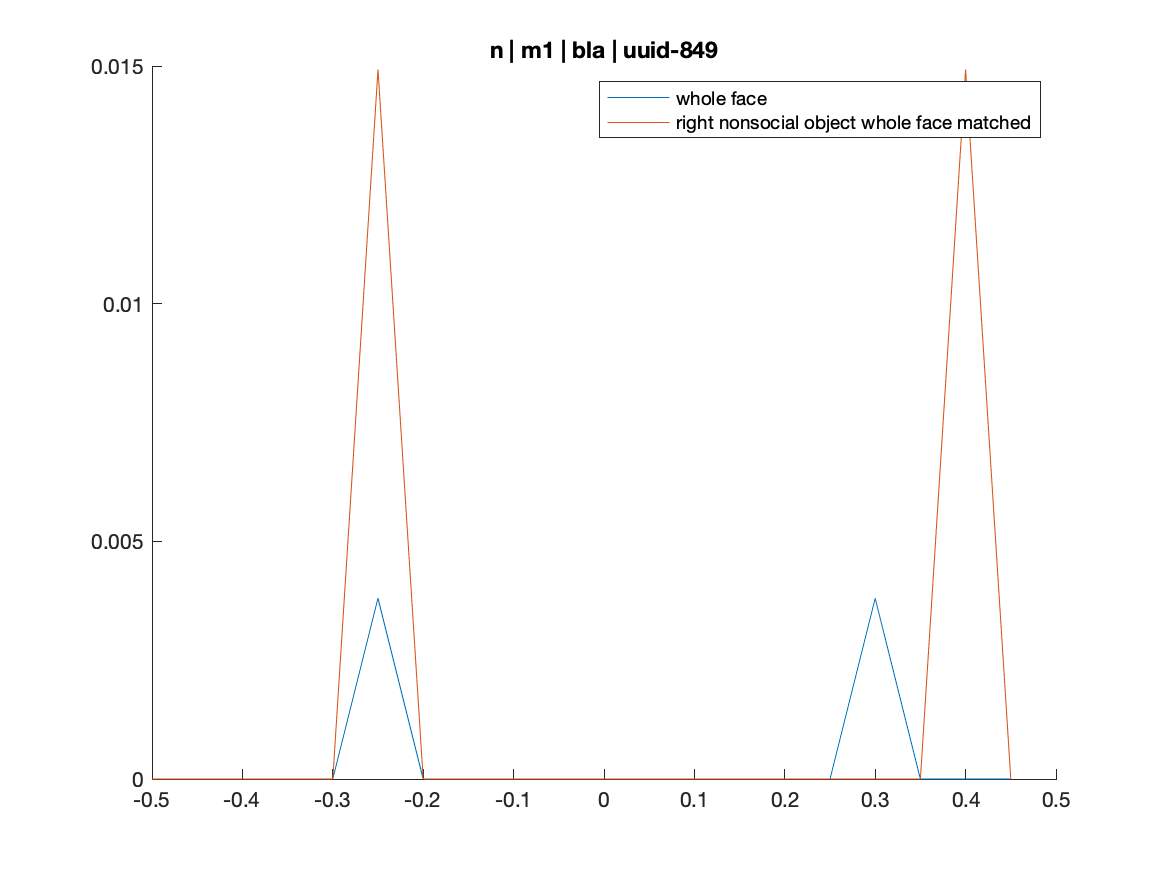 n | m1 | bla | uuid-849
0.015
whole face
right nonsocial object whole face matched
0.01
0.005
0
-0.5 -0.4 -0.3 -0.2 -0.1 0 0.1 0.2 0.3 0.4 0.5